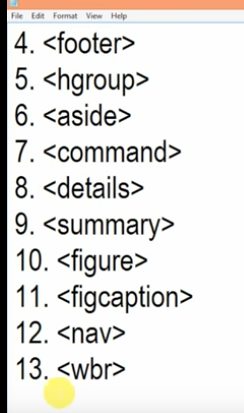 File Edit Format View Help
4. <footer>
5. <hgroup>
6. <aside>
7. <command>
8. <details>
9. <summary>
10. <figure>
11. <figcaption>
12. <nav>
13. <wbr>